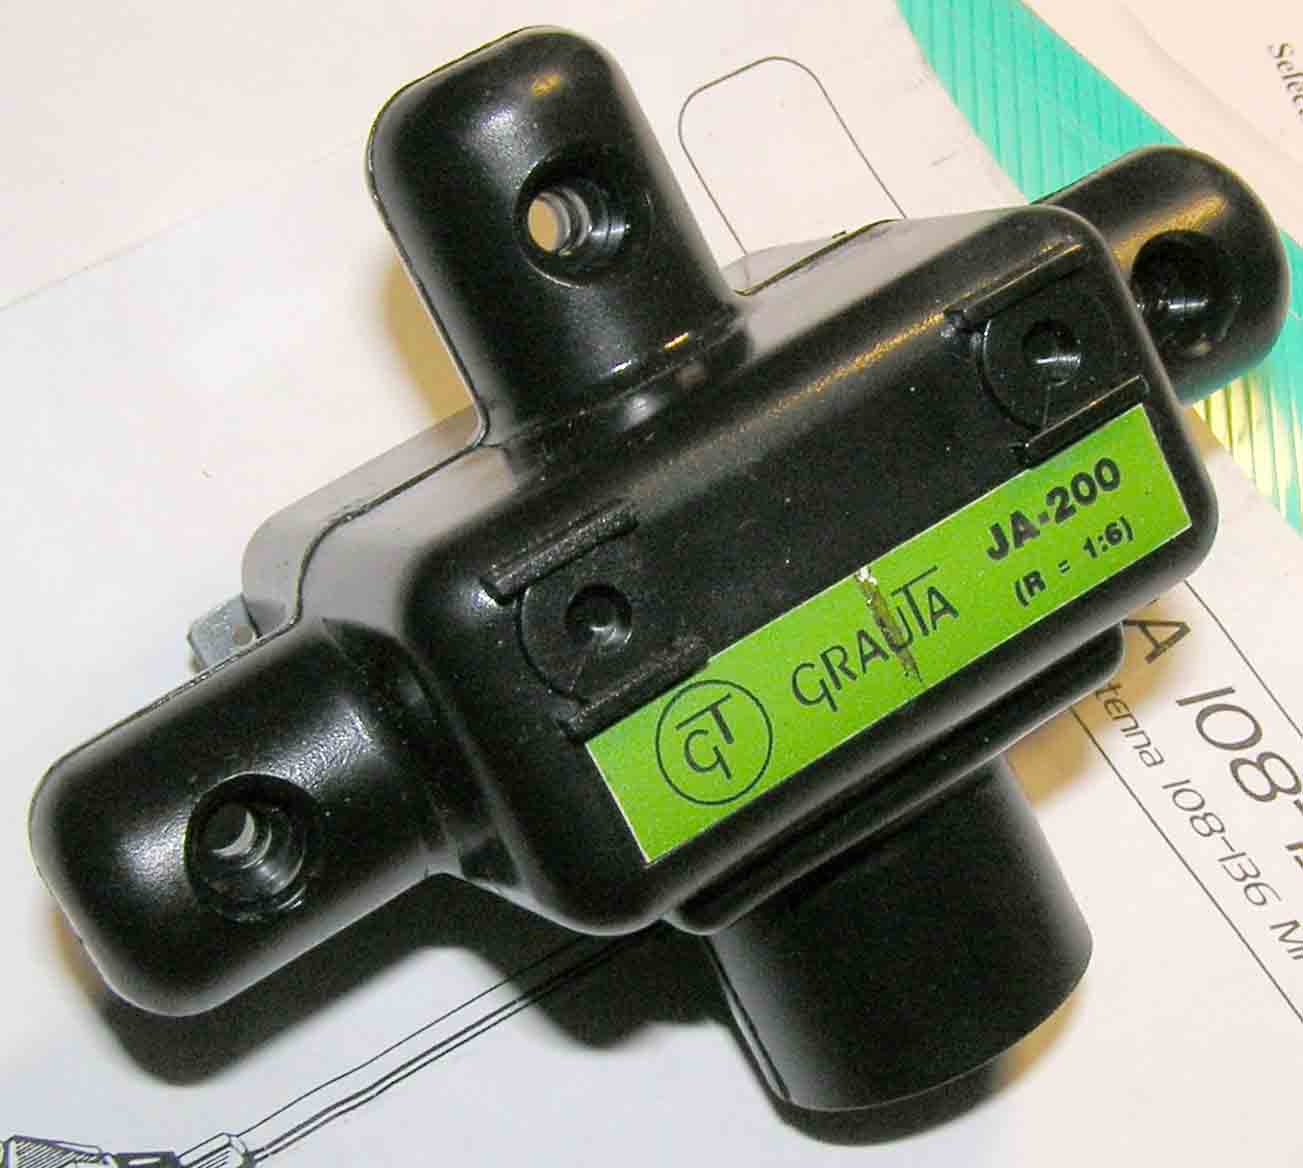 Selec
JA-200
(R = 1:6)
GT GRAUTA
A 108-1
tenna 108-136 M